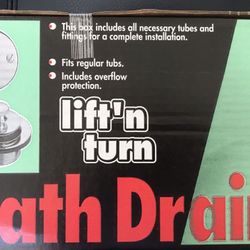 This box includes all necessary tubes and
fittings for a complete installation.
Fits regular tubs.
Includes overflow
protection.
lift'n
turn
ath Drai